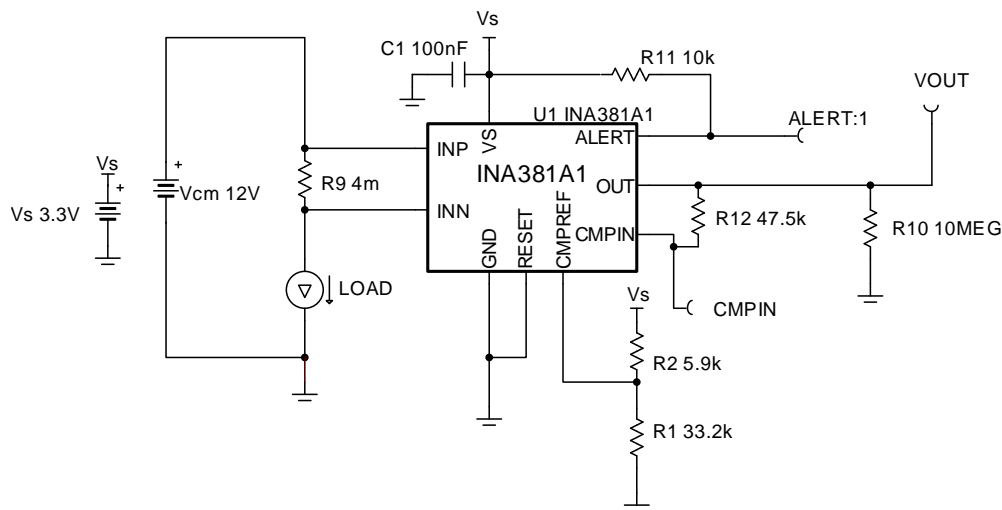 Vs
C1 100nF
R11 10k
VOUT
U1 INA381A1
ALERT:1
ALERT
VS
INP
INA381A1
Vs
+
+
R9 4m
Vcm 12V
OUT
Vs 3.3V
INN
R12 47.5k
CMPIN
R10 10MEG
GND
RESET
CMPREF
LOAD
Vs
CMPIN
R2 5.9k
R1 33.2k